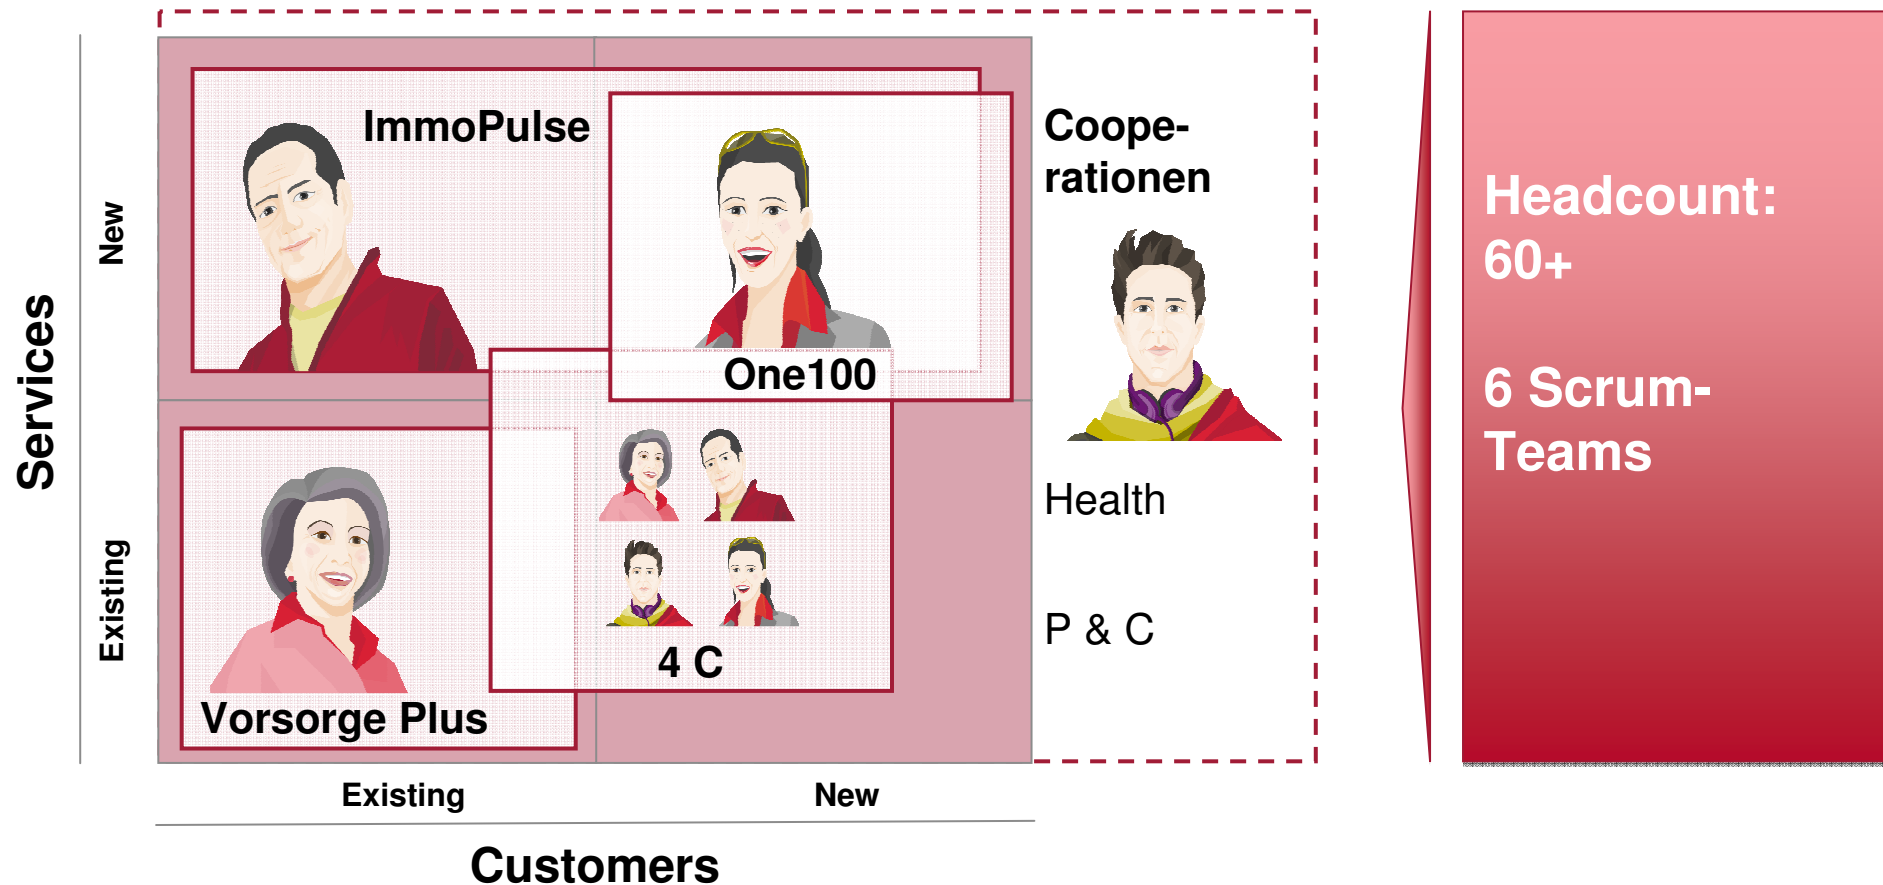 Services
New
Existing
ImmoPulse
One100
4 C
Vorsorge Plus
Existing
New
Customers
Coope-
rationen
Health
P & C
Headcount:
60+
6 Scrum-
Teams